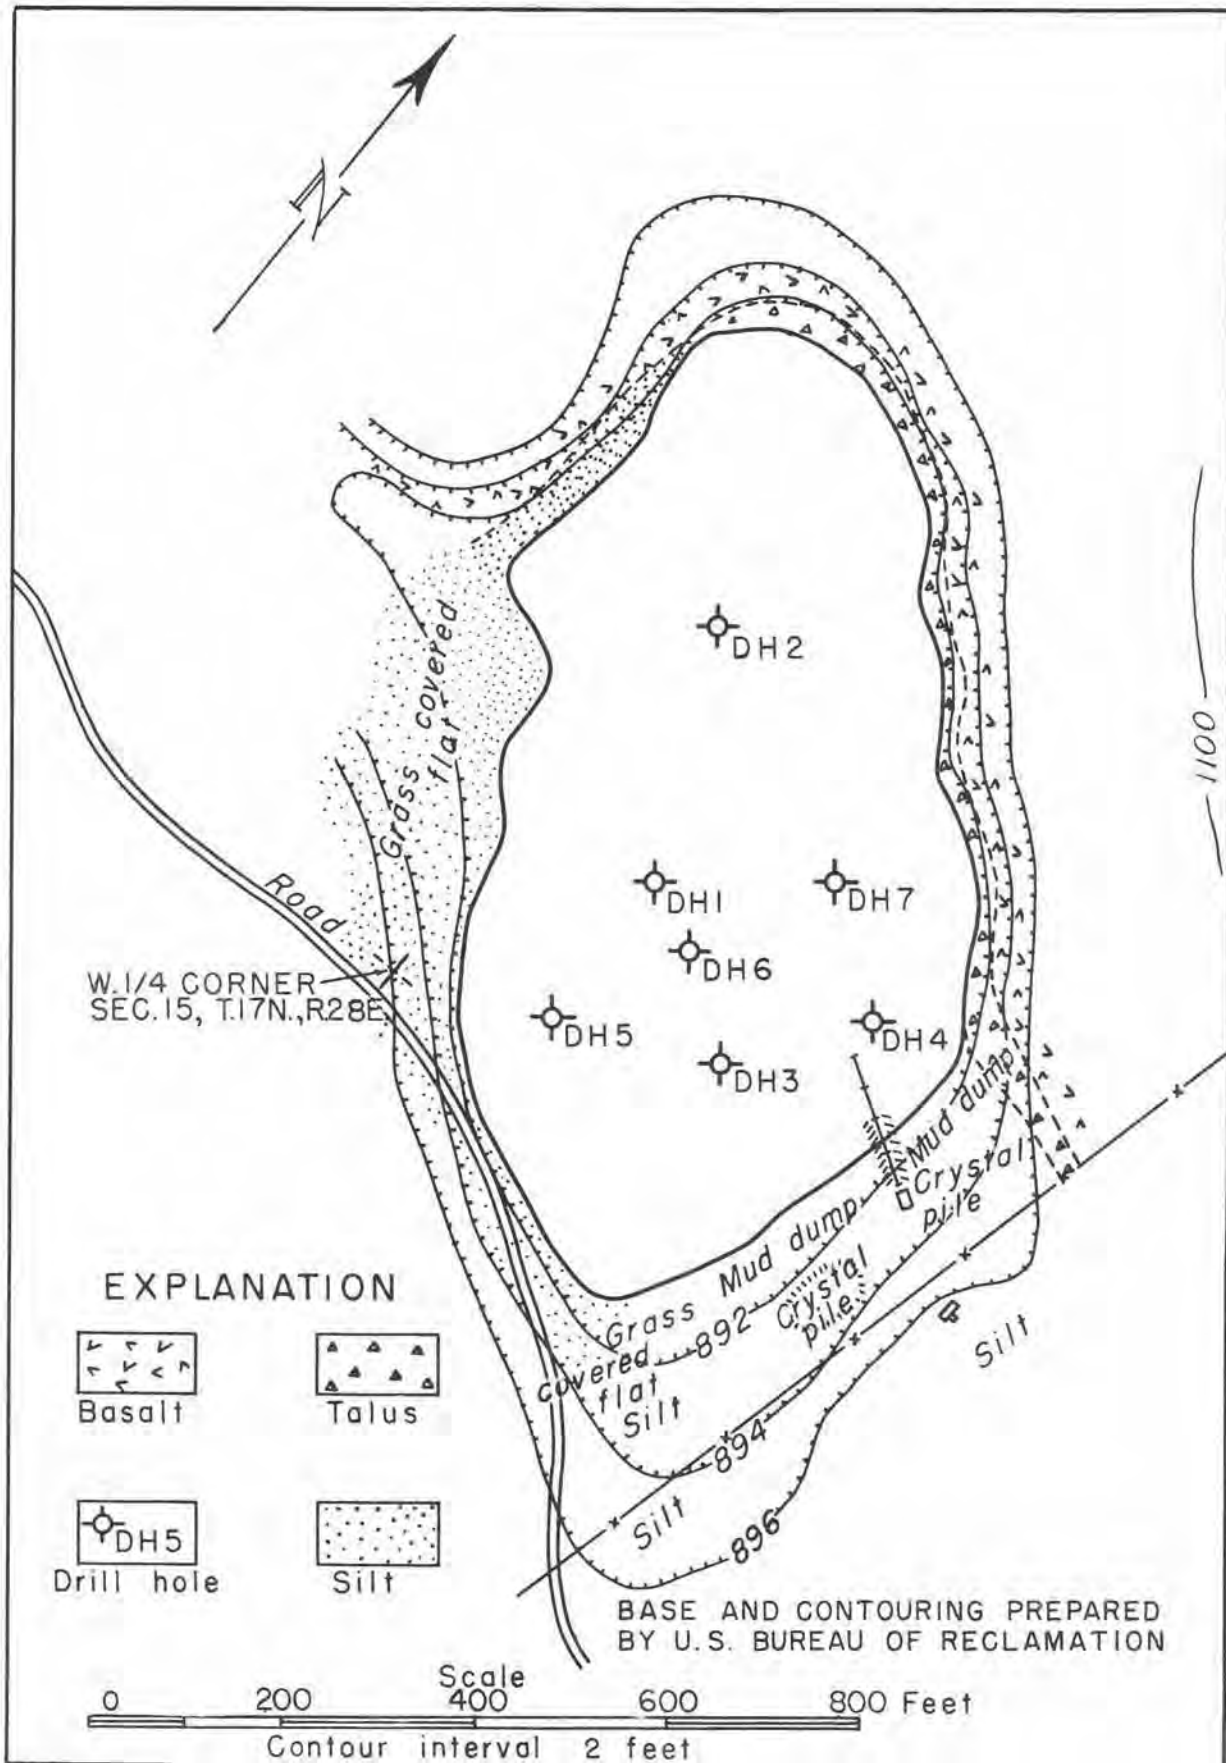 N
DH2
1100
Grass covered
flat
Road
DH1
DH7
DH6
W. 1/4 CORNER
SEC. 15, T.17N., R.28E
DH5
DH4
DH3
Mud dump
Crystal
pile
Mud dump
Crystal
pile
Grass
covered
flat
892
Silt
Silt
894
Silt
896
EXPLANATION
Basalt
Talus
DH5
Drill hole
Silt
BASE AND CONTOURING PREPARED
BY U.S. BUREAU OF RECLAMATION
Scale
0 200 400 600 800 Feet
Contour interval 2 feet